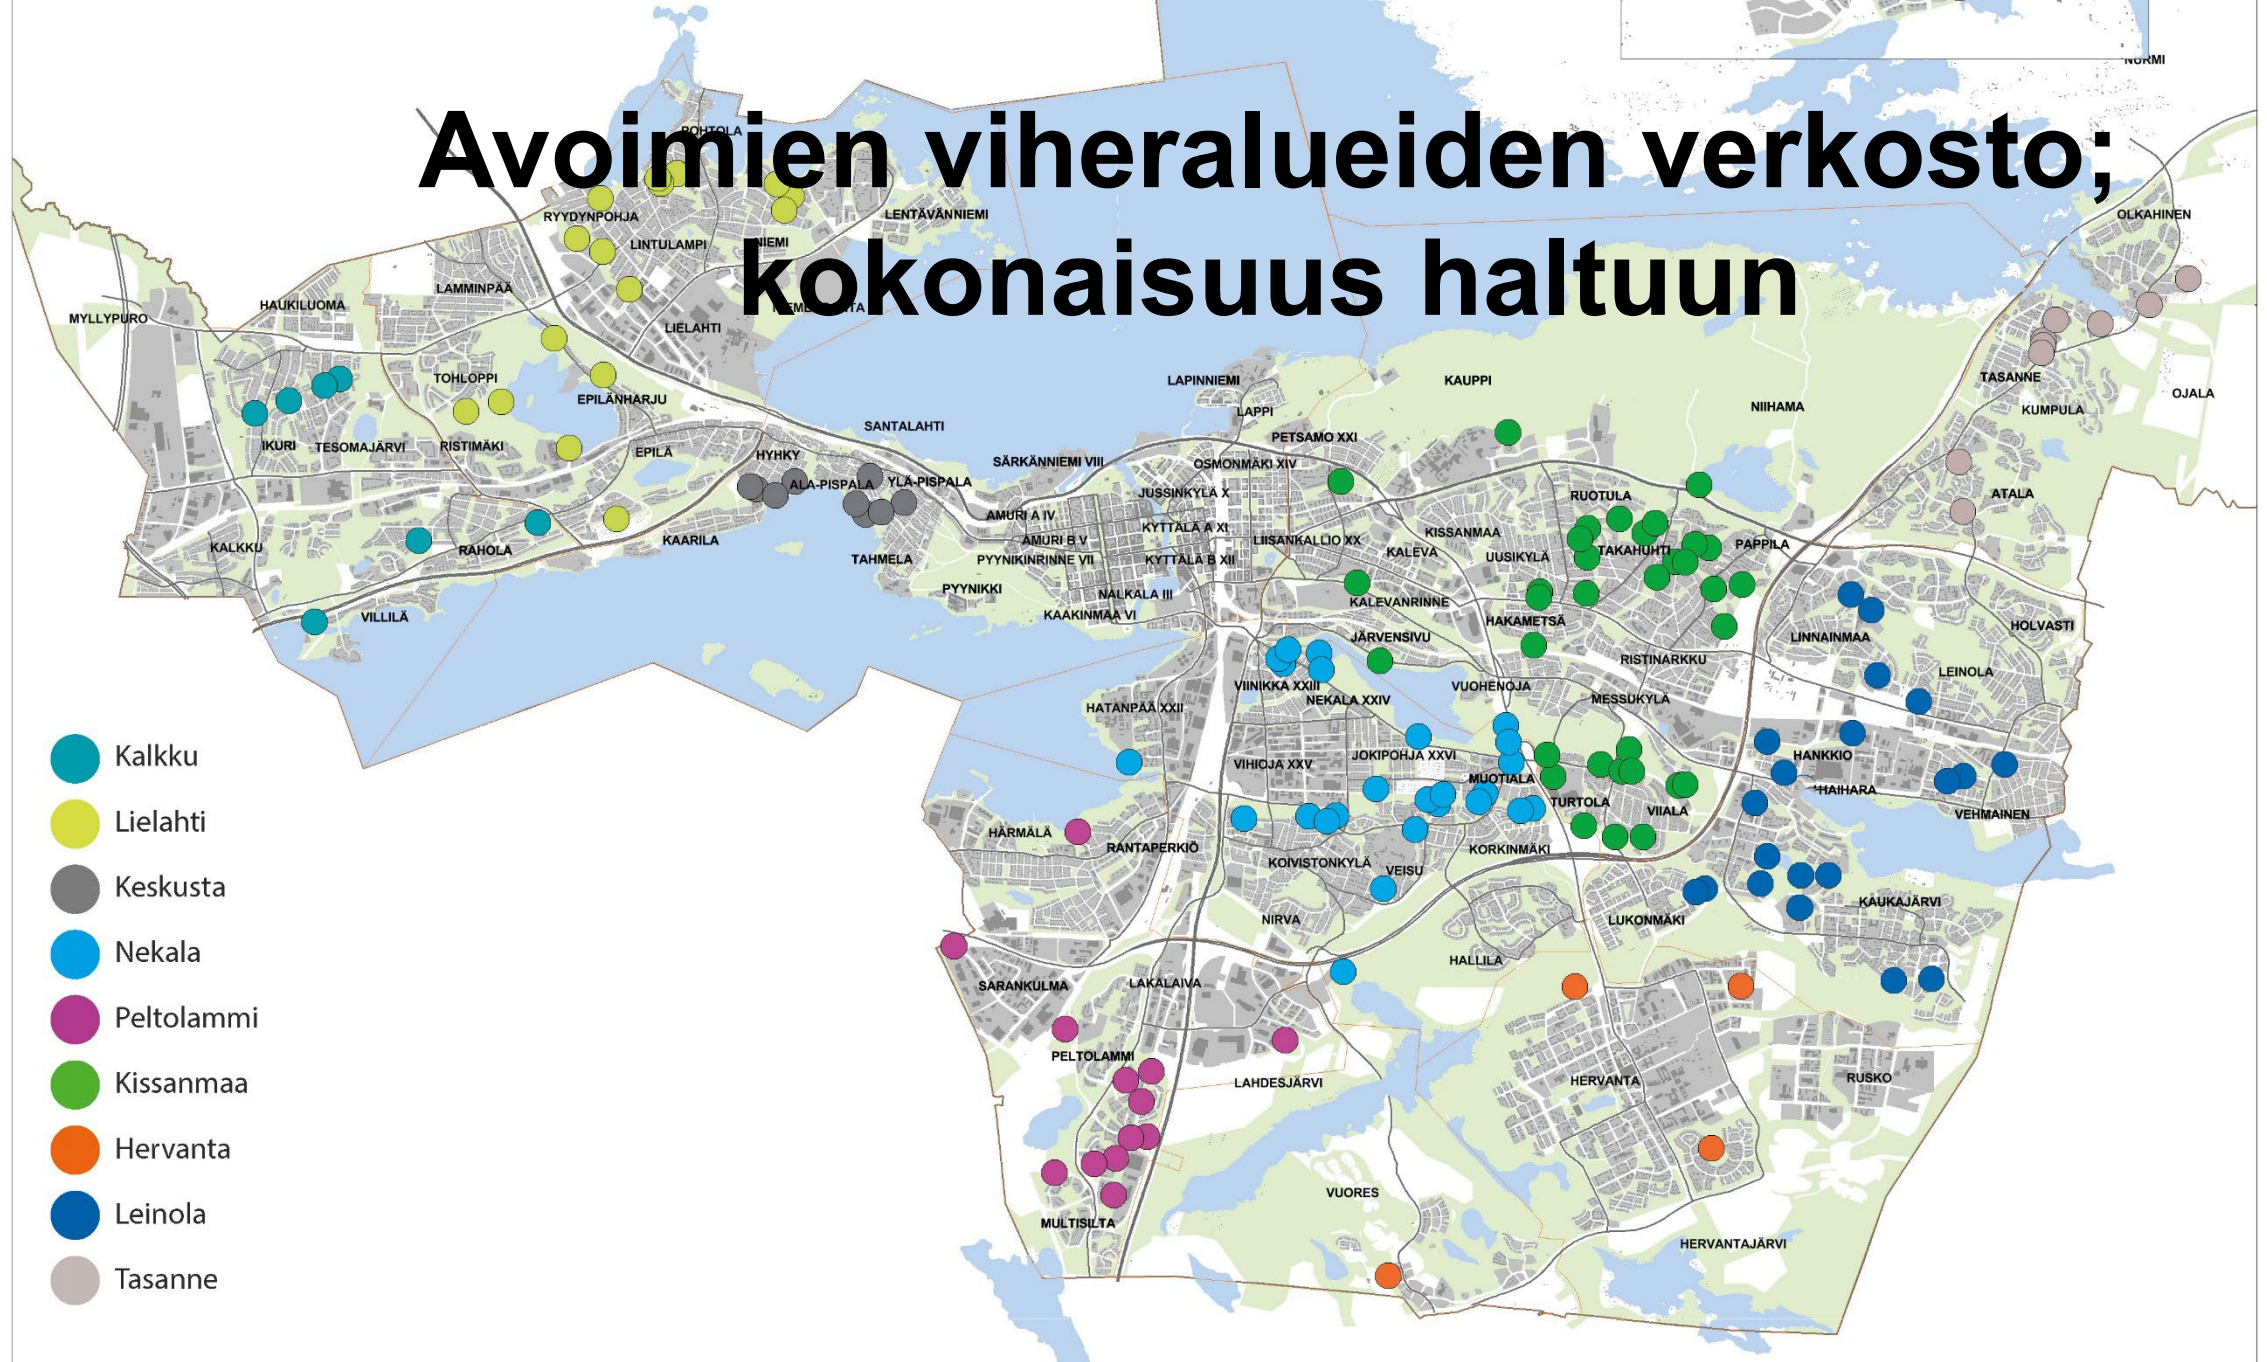 NURMI
POHTOLA
Avoimien viheralueiden verkosto;
RYYDYNPOHJA
LENTÄVÄNNIEMI
OLKAHINEN
LINTULAMPI
NIEMI
kokonaisuus haltuun
LAMMINPÄÄ
HAUKILUOMA
MYLLYPURO
LIELAHTI
TOHLOPPI
EPILÄNHARJU
LAPINNIEMI
KAUPPI
TASANNE
OJALA
LAPPI
NIIHAMA
KUMPULA
SANTALAHTI
IKURI
TESOMAJÄRVI
RISTIMÄKI
EPILÄ
HYHKY
PETSAMO XXI
SÄRKÄNNIEMI VIII
OSMONMÄKI XIV
ALA-PISPALA
YLÄ-PISPALA
JUSSINKYLÄ X
RUOTULA
ATALA
AMURI A IV
KYTTÄLÄ A XI
KALKKU
RAHOLA
KAARILA
AMURI B V
LIISANKALLIO XX
KISSANMAA
KALEVA
UUSIKYLÄ
TAKAHUHTI
PAPPILA
TAHMELA
PYYNIKINRINNE VII
KYTTÄLÄ B XII
PYYNIKKI
NALKALA III
KALEVANRINNE
VILLILÄ
KAAKINMAA VI
HAKAMETSÄ
HOLVASTI
JÄRVENSIVU
LINNAINMAA
RISTINARKKU
LEINOLA
VIINIKKA XXIII
VUOHENOJA
NEKALA XXIV
MESSUKYLÄ
HATANPÄÄ XXII
JOKIPOHJA XXVI
HANKKIO
VIHIOJA XXV
MUOTIALA
HAIHARA
TURTOLA
VIIALA
VEHMAINEN
HÄRMÄLÄ
RANTAPERKIÖ
KORKINMÄKI
KOIVISTONKYLÄ
VEISU
NIRVA
LUKONMÄKI
KAUKAJÄRVI
HALLILA
SARANKULMA
LAKALAIVA
PELTOLAMMI
LAHDESJÄRVI
HERVANTA
RUSKO
VUORES
MULTISILTA
HERVANTAJÄRVI
Kalkku
Lielahti
Keskusta
Nekala
Peltolammi
Kissanmaa
Hervanta
Leinola
Tasanne